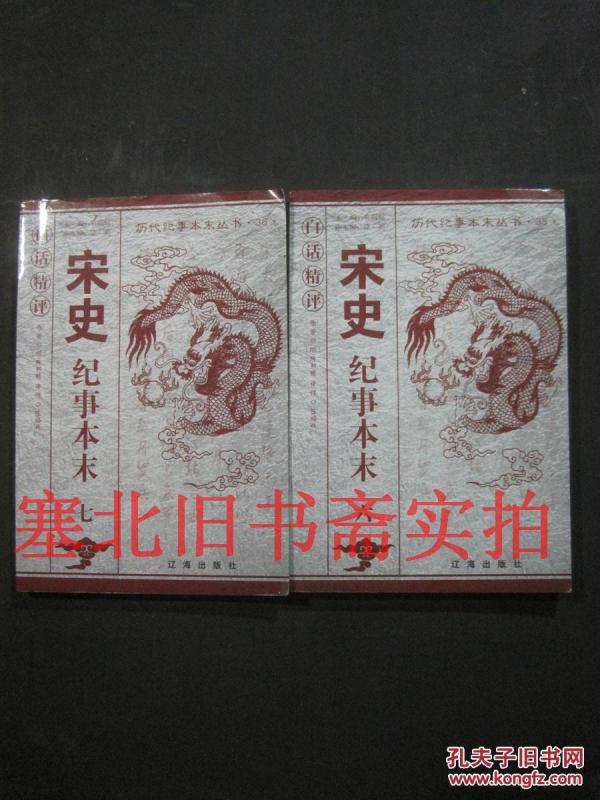 历代纪事本末丛书·36
白话精评
宋史
纪事本末
七
辽海出版社
历代纪事本末丛书·35
白话精评
宋史
纪事本末
六
辽海出版社
塞北旧书斋实拍
孔夫子旧书网
www.kongfz.com